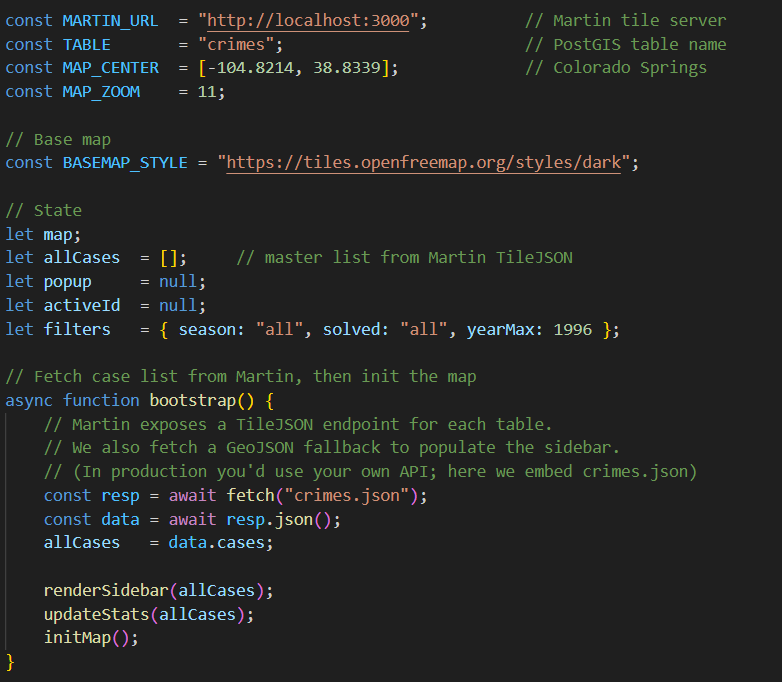 const MARTIN_URL  = "http://localhost:3000";          // Martin tile server
const TABLE       = "crimes";                         // PostGIS table name
const MAP_CENTER  = [-104.8214, 38.8339];             // Colorado Springs
const MAP_ZOOM    = 11;

// Base map
const BASEMAP_STYLE = "https://tiles.openfreemap.org/styles/dark";

// State
let map;
let allCases  = [];     // master list from Martin TileJSON
let popup     = null;
let activeId  = null;
let filters   = { season: "all", solved: "all", yearMax: 1996 };

// Fetch case list from Martin, then init the map
async function bootstrap() {
    // Martin exposes a TileJSON endpoint for each table.
    // We also fetch a GeoJSON fallback to populate the sidebar.
    // (In production you'd use your own API; here we embed crimes.json)
    const resp = await fetch("crimes.json");
    const data = await resp.json();
    allCases   = data.cases;

    renderSidebar(allCases);
    updateStats(allCases);
    initMap();
}